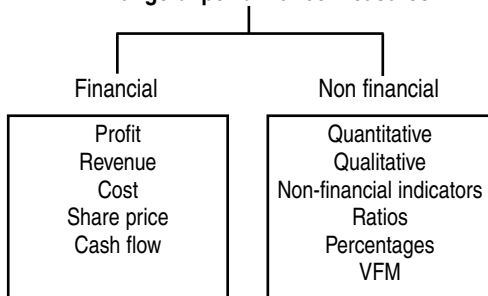 Financial
Non financial
Profit
Revenue
Cost
Share price
Cash flow
Quantitative
Qualitative
Non-financial indicators
Ratios
Percentages
VFM